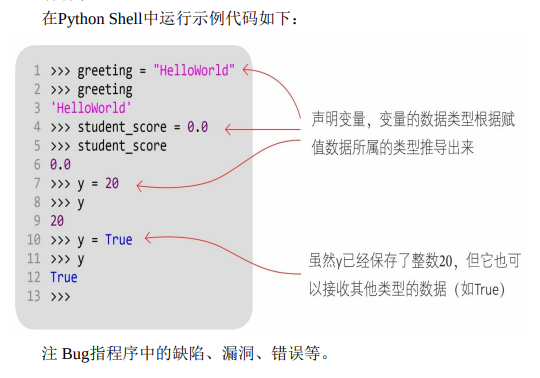 在Python Shell中运行示例代码如下：
1 >>> greeting = "HelloWorld"
2 >>> greeting
3 'HelloWorld'
4 >>> student_score = 0.0
5 >>> student_score
6 0.0
7 >>> y = 20
8 >>> y
9 20
10 >>> y = True
11 >>> y
12 True
13 >>>
声明变量，变量的数据类型根据赋
值数据所属的类型推导出来
虽然y已经保存了整数20，但它也可
以接收其他类型的数据（如True）
注 Bug指程序中的缺陷、漏洞、错误等。